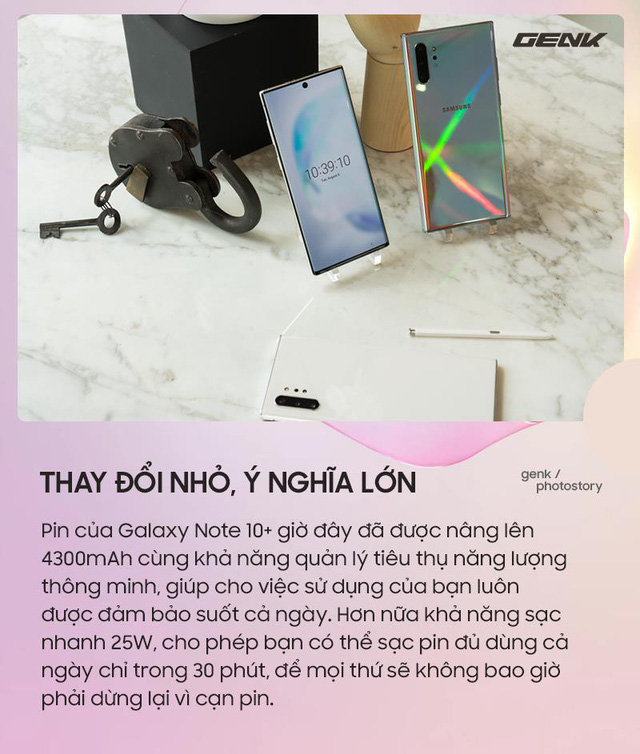 GENK
10:39:10
SAMSUNG
THAY ĐỔI NHỎ, Ý NGHĨA LỚN
genk /
photostory
Pin của Galaxy Note 10+ giờ đây đã được nâng lên
4300mAh cùng khả năng quản lý tiêu thụ năng lượng
thông minh, giúp cho việc sử dụng của bạn luôn
được đảm bảo suốt cả ngày. Hơn nữa khả năng sạc
nhanh 25W, cho phép bạn có thể sạc pin đủ dùng cả
ngày chỉ trong 30 phút, để mọi thứ sẽ không bao giờ
phải dừng lại vì cạn pin.